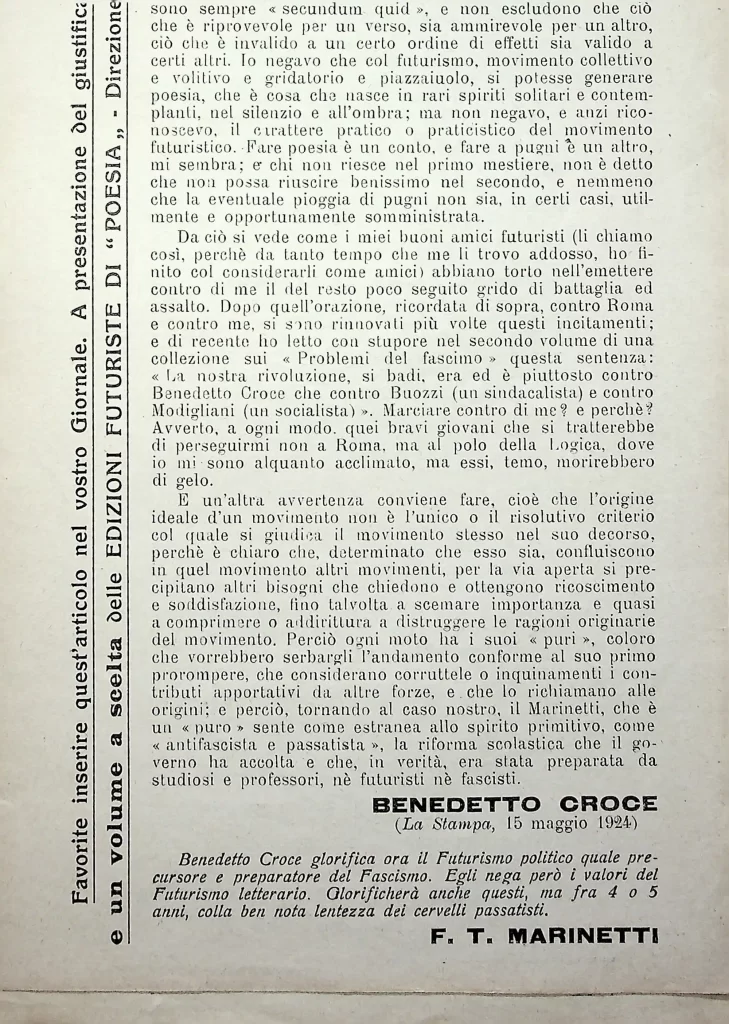 Favorite inserire quest'articolo nel vostro Giornale. A presentazione del
e un volume a scelta delle EDIZIONI FUTURISTE DI "POESIA„ - Direzione
sono sempre « secundum quid », e non escludono che ciò
che è riprovevole per un verso, sia ammirevole per un altro,
ciò che è invalido a un certo ordine di effetti sia valido a
certi altri. Io negavo che col futurismo, movimento collettivo
e volitivo e gridatorio e piazzaiuolo, si potesse generare
poesia, che è cosa che nasce in rari spiriti solitari e contem-
planti, nel silenzio e all'ombra; ma non negavo, e anzi rico-
noscevo, il carattere pratico o praticistico del movimento
futuristico. Fare poesia è un conto, e fare a pugni è un altro,
mi sembra; e chi non riesce nel primo mestiere, non è detto
che non possa riuscire benissimo nel secondo, e nemmeno
che la eventuale pioggia di pugni non sia, in certi casi, util-
mente e opportunamente somministrata.
Da ciò si vede come i miei buoni amici futuristi (li chiamo
così, perchè da tanto tempo che me li trovo addosso, ho fi-
nito col considerarli come amici) abbiano torto nell'emettere
contro di me il del resto poco seguito grido di battaglia ed
assalto. Dopo quell'orazione, ricordata di sopra, contro Roma
e contro me, si sono rinnovati più volte questi incitamenti;
e di recente ho letto con stupore nel secondo volume di una
collezione sui « Problemi del fascimo » questa sentenza:
« La nostra rivoluzione, si badi, era ed è piuttosto contro
Benedetto Croce che contro Buozzi (un sindacalista) e contro
Modigliani (un socialista) ». Marciare contro di me? e perchè?
Avverto, a ogni modo, quei bravi giovani che si tratterebbe
di perseguirmi non a Roma, ma al polo della Logica, dove
io mi sono alquanto acclimato, ma essi, temo, morirebbero
di gelo.
E un'altra avvertenza conviene fare, cioè che l'origine
ideale d'un movimento non è l'unico o il risolutivo criterio
col quale si giudica il movimento stesso nel suo decorso,
perchè è chiaro che, determinato che esso sia, confluiscono
in quel movimento altri movimenti, per la via aperta si pre-
cipitano altri bisogni che chiedono e ottengono ricoscimento
e soddisfazione, fino talvolta a scemare importanza e quasi
a comprimere o addirittura a distruggere le ragioni originarie
del movimento. Perciò ogni moto ha i suoi « puri », coloro
che vorrebbero serbargli l'andamento conforme al suo primo
prorompere, che considerano corruttele o inquinamenti i con-
tributi apportativi da altre forze, e che lo richiamano alle
origini; e perciò, tornando al caso nostro, il Marinetti, che è
un « puro » sente come estranea allo spirito primitivo, come
« antifascista e passatista », la riforma scolastica che il go-
verno ha accolta e che, in verità, era stata preparata da
studiosi e professori, nè futuristi nè fascisti.
BENEDETTO CROCE
(La Stampa, 15 maggio 1924)
Benedetto Croce glorifica ora il Futurismo politico quale pre-
cursore e preparatore del Fascismo. Egli nega però i valori del
Futurismo letterario. Glorificherà anche questi, ma fra 4 o 5
anni, colla ben nota lentezza dei cervelli passatisti.
F. T. MARINETTI